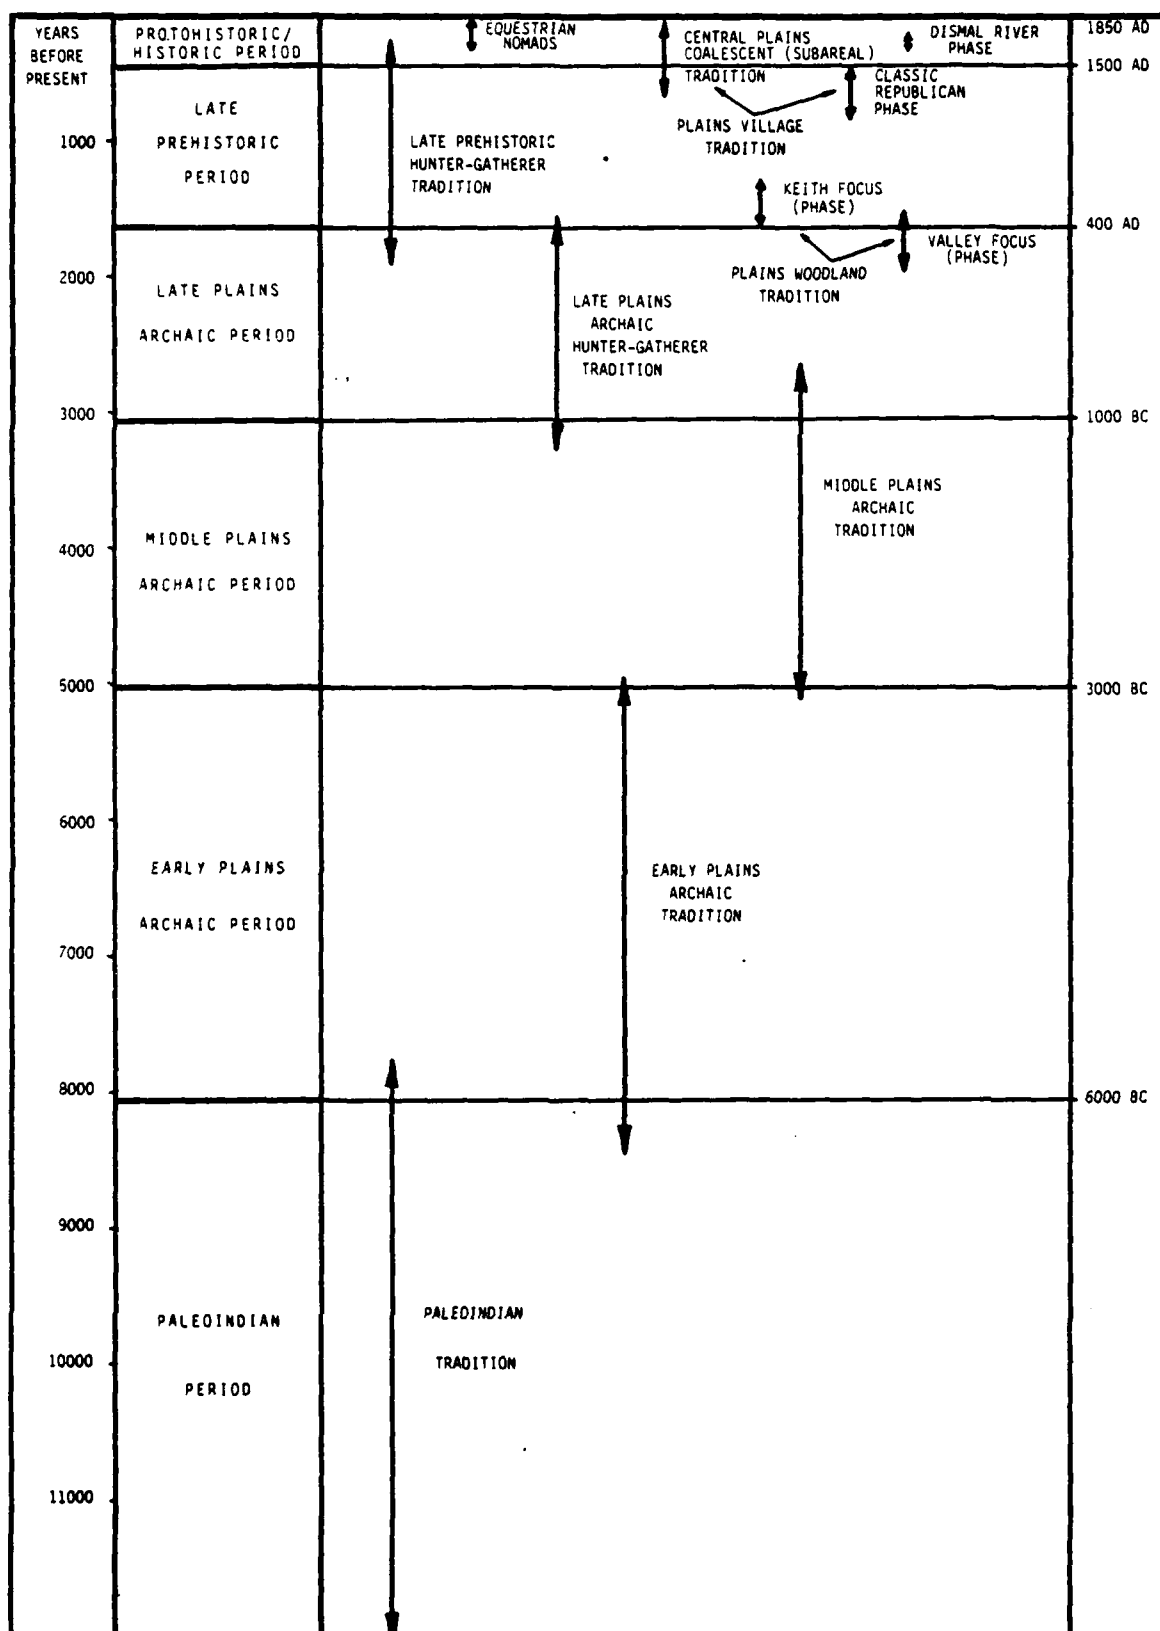 YEARS
BEFORE
PRESENT
1000
2000
3000
4000
5000
6000
7000
8000
9000
10000
11000
PROTOHISTORIC/
HISTORIC PERIOD
LATE
PREHISTORIC
PERIOD
LATE PLAINS
ARCHAIC PERIOD
MIDDLE PLAINS
ARCHAIC PERIOD
EARLY PLAINS
ARCHAIC PERIOD
PALEOINDIAN
PERIOD
EQUESTRIAN
NOMADS
CENTRAL PLAINS
COALESCENT (SUBAREAL)
TRADITION
DISMAL RIVER
PHASE
CLASSIC
REPUBLICAN
PHASE
PLAINS VILLAGE
TRADITION
LATE PREHISTORIC
HUNTER-GATHERER
TRADITION
KEITH FOCUS
(PHASE)
VALLEY FOCUS
(PHASE)
PLAINS WOODLAND
TRADITION
LATE PLAINS
ARCHAIC
HUNTER-GATHERER
TRADITION
MIDDLE PLAINS
ARCHAIC
TRADITION
EARLY PLAINS
ARCHAIC
TRADITION
PALEOINDIAN
TRADITION
1850 AD
1500 AD
400 AD
1000 BC
3000 BC
6000 BC